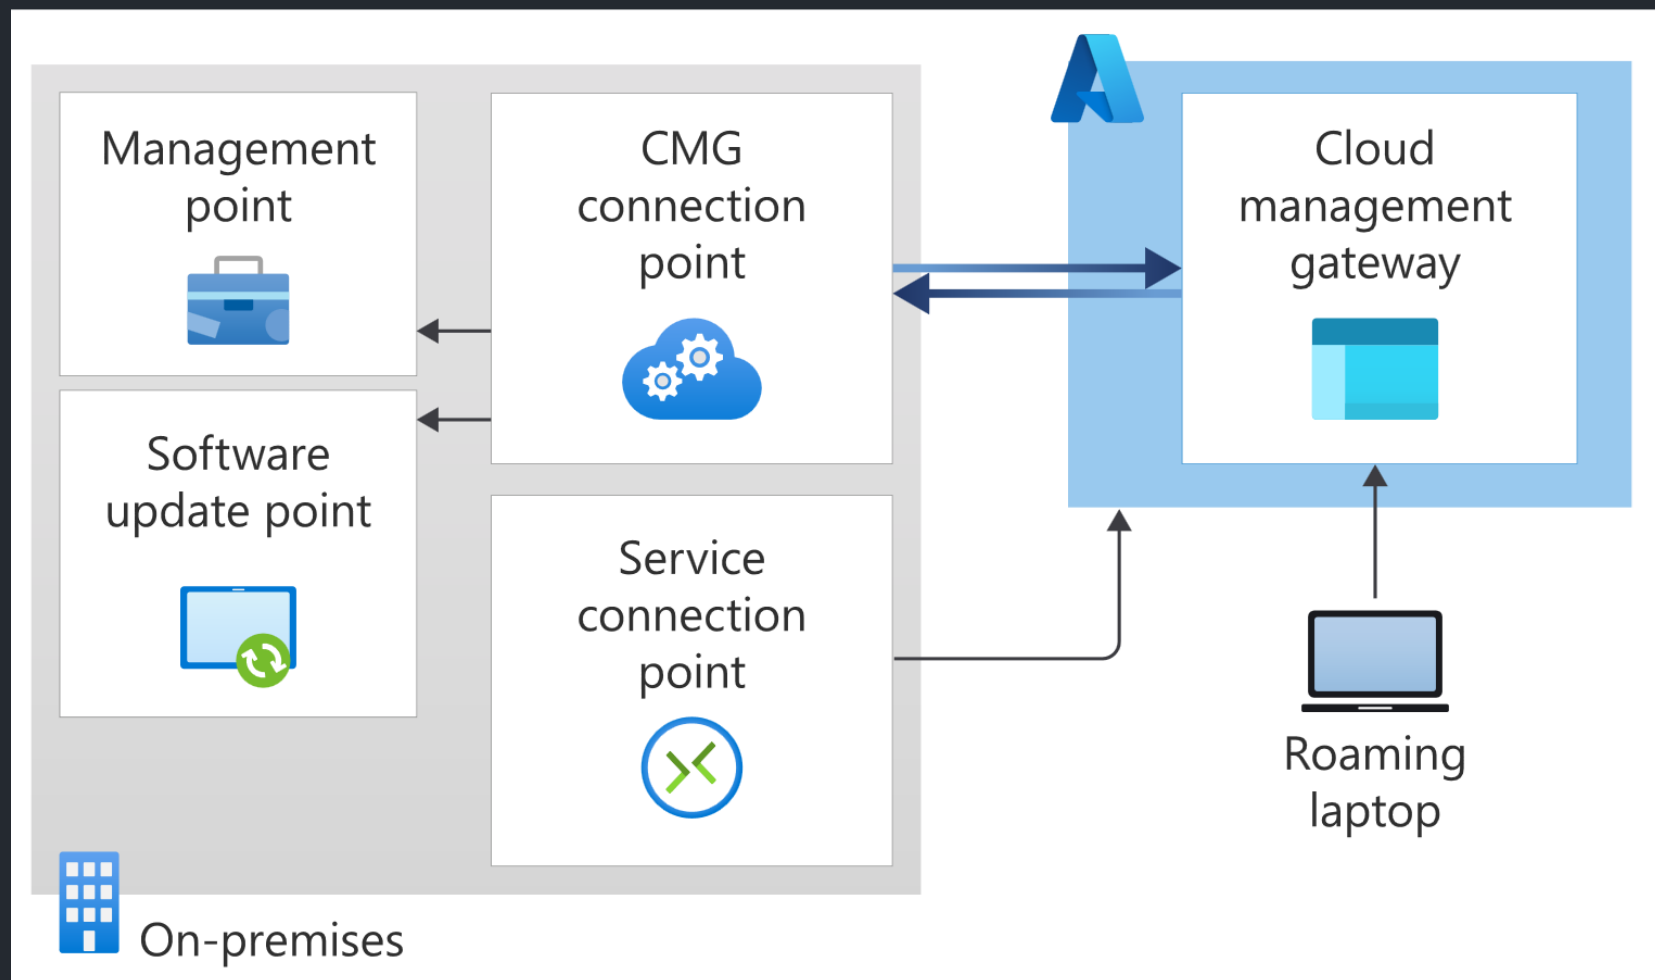 Management
point
CMG
connection
point
Cloud
management
gateway
Software
update point
Service
connection
point
Roaming
laptop
On-premises